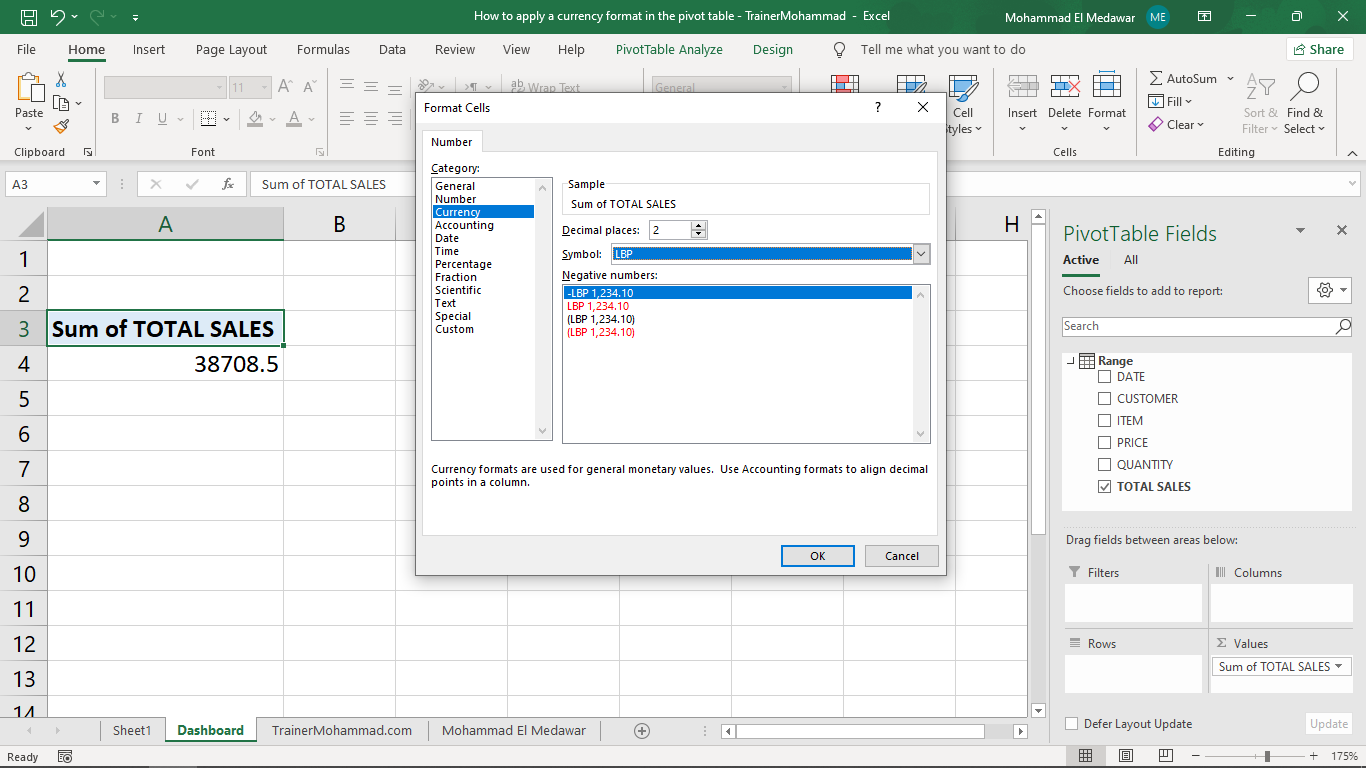 How to apply a currency format in the pivot table - TrainerMohammad - Excel
Mohammad El Medawar ME
File Home Insert Page Layout Formulas Data Review View Help PivotTable Analyze Design Tell me what you want to do Share
Paste
Clipboard
11
B I U
Font
Wrap Text
General
Cell
Styles
Insert Delete Format
Cells
AutoSum
Fill
Clear
Sort &
Filter
Find &
Select
Editing
A3
fx
Sum of TOTAL SALES
A B H
1
2
3 Sum of TOTAL SALES
4 38708.5
5
6
7
8
9
10
11
12
13
14
Format Cells
?
Number
Category:
General
Number
Currency
Accounting
Date
Time
Percentage
Fraction
Scientific
Text
Special
Custom
Sample
Sum of TOTAL SALES
Decimal places: 2
Symbol: LBP
Negative numbers:
-LBP 1,234.10
LBP 1,234.10
(LBP 1,234.10)
(LBP 1,234.10)
Currency formats are used for general monetary values. Use Accounting formats to align decimal
points in a column.
OK Cancel
PivotTable Fields
Active All
Choose fields to add to report:
Search
Range
DATE
CUSTOMER
ITEM
PRICE
QUANTITY
TOTAL SALES
Drag fields between areas below:
Filters
Columns
Rows
Values
Sum of TOTAL SALES
Defer Layout Update
Update
Sheet1 Dashboard TrainerMohammad.com Mohammad El Medawar
Ready
175%